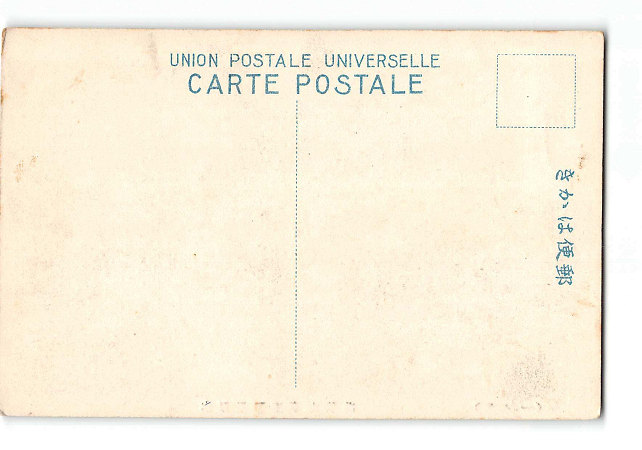 UNION POSTALE UNIVERSELLE
CARTE POSTALE
きかは便郵